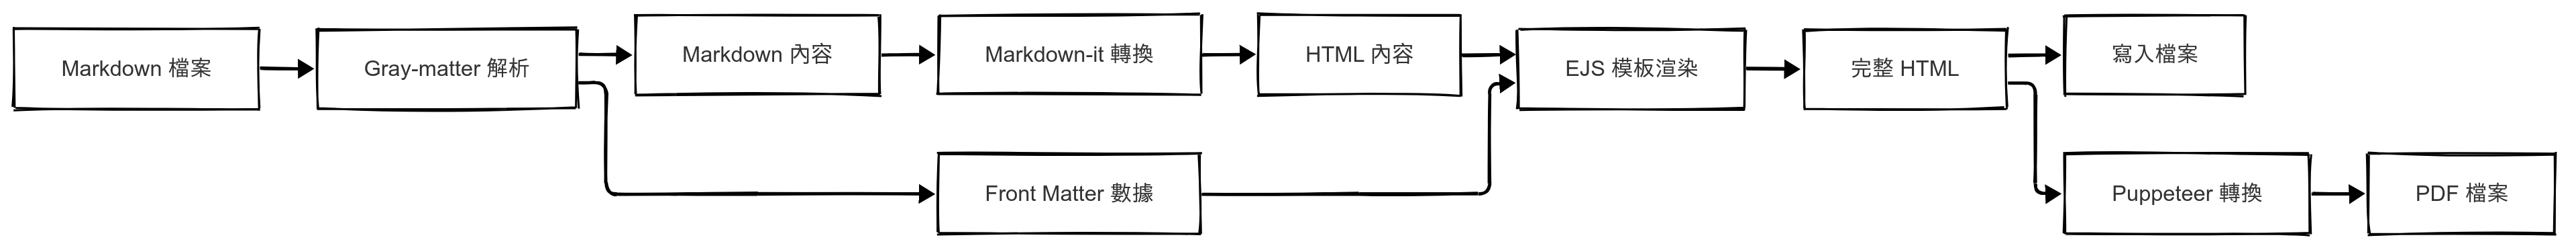 Markdown 檔案
Gray-matter 解析
Markdown 內容
Markdown-it 轉換
HTML 內容
Front Matter 數據
EJS 模板渲染
完整 HTML
寫入檔案
Puppeteer 轉換
PDF 檔案